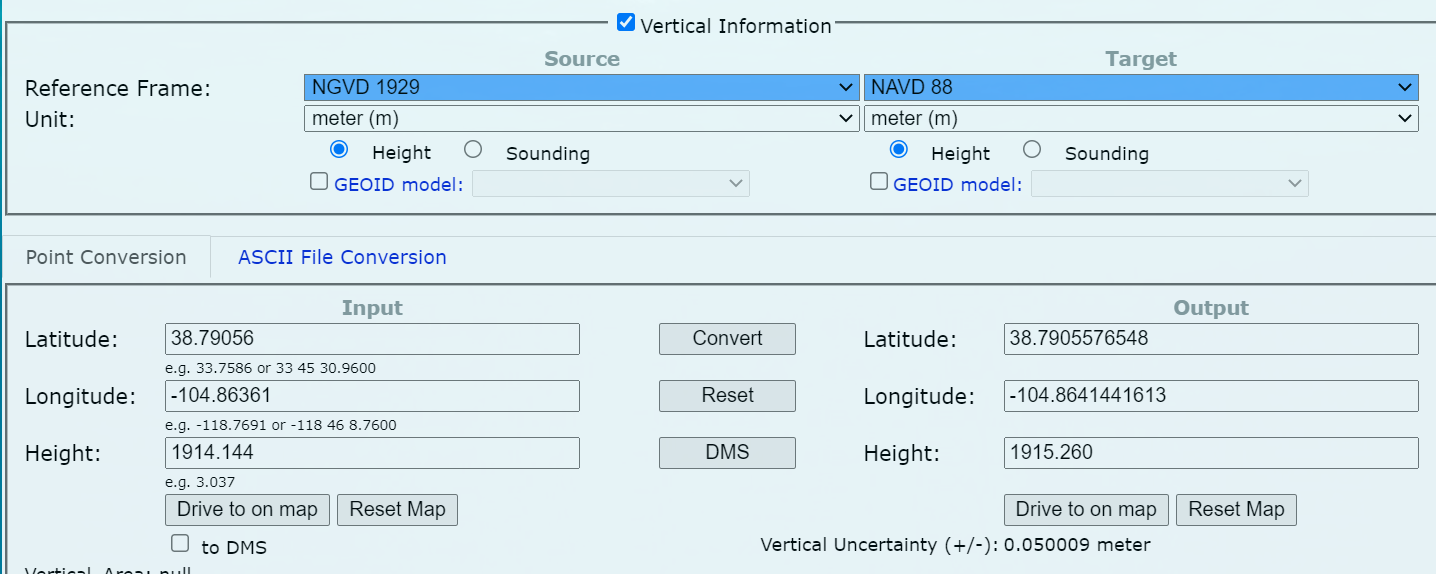 Vertical Information
Source Target
Reference Frame: NGVD 1929 NAVD 88
Unit: meter (m) meter (m)
Height Sounding Height Sounding
GEOID model: GEOID model:
Point Conversion ASCII File Conversion
Input Output
Latitude: 38.79056 Convert Latitude: 38.7905576548
e.g. 33.7586 or 33 45 30.9600
Longitude: -104.86361 Reset Longitude: -104.8641441613
e.g. -118.7691 or -118 46 8.7600
Height: 1914.144 DMS Height: 1915.260
e.g. 3.037
Drive to on map Reset Map Drive to on map Reset Map
to DMS Vertical Uncertainty (+/-): 0.050009 meter
Vertical_Area: null